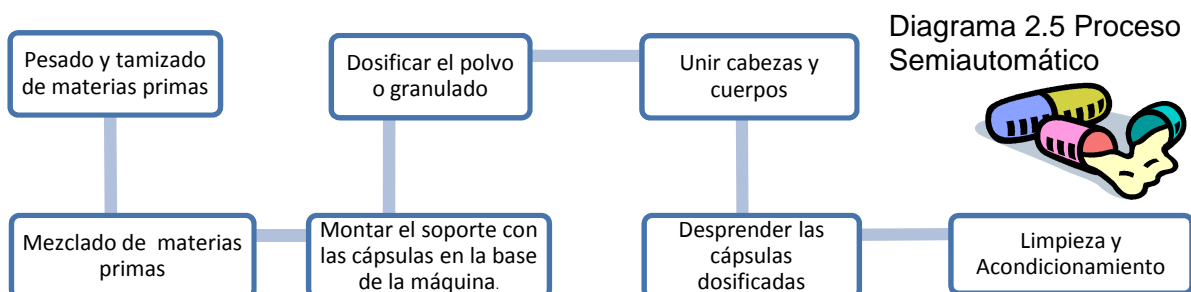 Diagrama 2.5 Proceso
Semiautomático
Pesado y tamizado
de materias primas
Mezclado de materias
primas
Montar el soporte con
las cápsulas en la base
de la máquina.
Dosificar el polvo
o granulado
Unir cabezas y
cuerpos
Desprender las
cápsulas
dosificadas
Limpieza y
Acondicionamiento